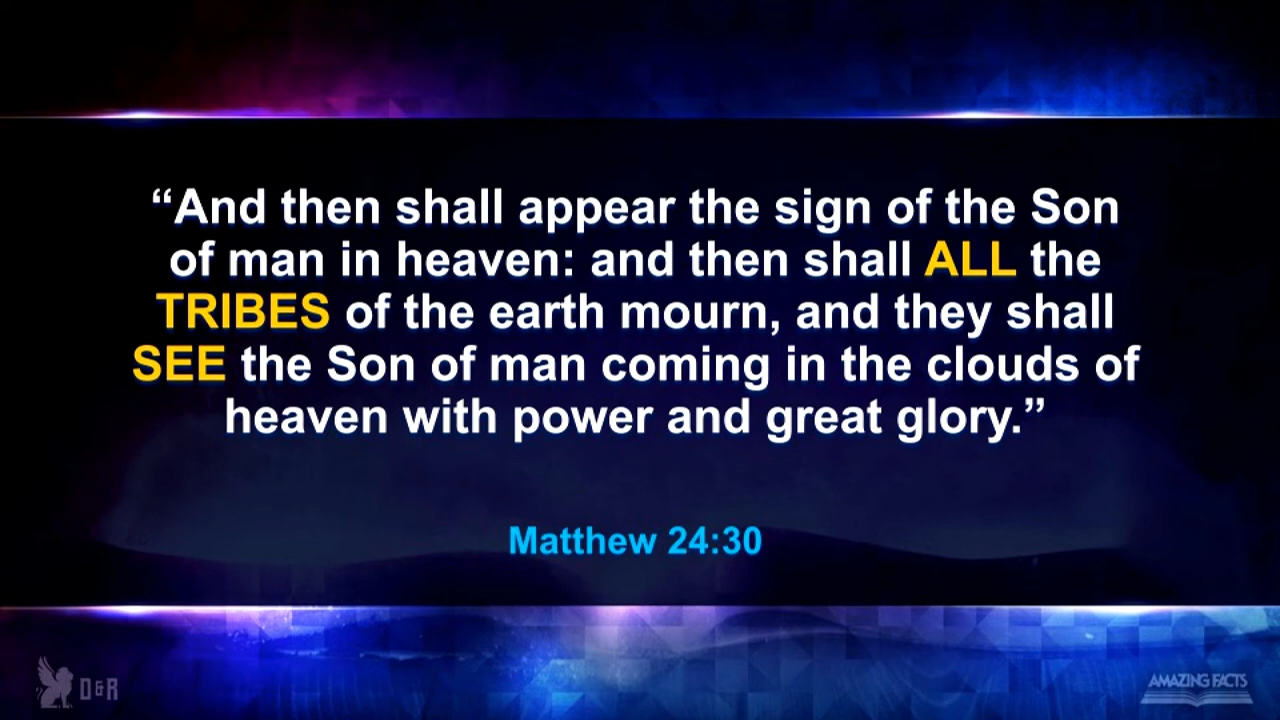 “And then shall appear the sign of the Son
of man in heaven: and then shall ALL the
TRIBES of the earth mourn, and they shall
SEE the Son of man coming in the clouds of
heaven with power and great glory.”
Matthew 24:30
D&R
AMAZING FACTS